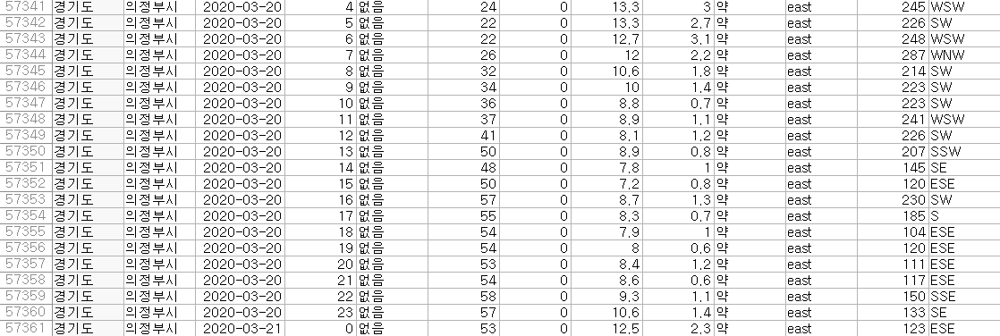 57341 경기도 의정부시 2020-03-20 4 없음 24 0 13.3 3 약 east 245 WSW
57342 경기도 의정부시 2020-03-20 5 없음 22 0 13.3 2.7 약 east 226 SW
57343 경기도 의정부시 2020-03-20 6 없음 22 0 12.7 3.1 약 east 248 WSW
57344 경기도 의정부시 2020-03-20 7 없음 26 0 12 2.2 약 east 287 WNW
57345 경기도 의정부시 2020-03-20 8 없음 32 0 10.6 1.8 약 east 214 SW
57346 경기도 의정부시 2020-03-20 9 없음 34 0 10 1.4 약 east 223 SW
57347 경기도 의정부시 2020-03-20 10 없음 36 0 8.8 0.7 약 east 223 SW
57348 경기도 의정부시 2020-03-20 11 없음 37 0 8.9 1.1 약 east 241 WSW
57349 경기도 의정부시 2020-03-20 12 없음 41 0 8.1 1.2 약 east 226 SW
57350 경기도 의정부시 2020-03-20 13 없음 50 0 8.9 0.8 약 east 207 SSW
57351 경기도 의정부시 2020-03-20 14 없음 48 0 7.8 1 약 east 145 SE
57352 경기도 의정부시 2020-03-20 15 없음 50 0 7.2 0.8 약 east 120 ESE
57353 경기도 의정부시 2020-03-20 16 없음 57 0 8.7 1.3 약 east 230 SW
57354 경기도 의정부시 2020-03-20 17 없음 55 0 8.3 0.7 약 east 185 S
57355 경기도 의정부시 2020-03-20 18 없음 54 0 7.9 1 약 east 104 ESE
57356 경기도 의정부시 2020-03-20 19 없음 54 0 8 0.6 약 east 120 ESE
57357 경기도 의정부시 2020-03-20 20 없음 53 0 8.4 1.2 약 east 111 ESE
57358 경기도 의정부시 2020-03-20 21 없음 54 0 8.6 0.6 약 east 117 ESE
57359 경기도 의정부시 2020-03-20 22 없음 58 0 9.3 1.1 약 east 150 SSE
57360 경기도 의정부시 2020-03-20 23 없음 57 0 10.6 1.4 약 east 133 SE
57361 경기도 의정부시 2020-03-21 0 없음 53 0 12.5 2.3 약 east 123 ESE